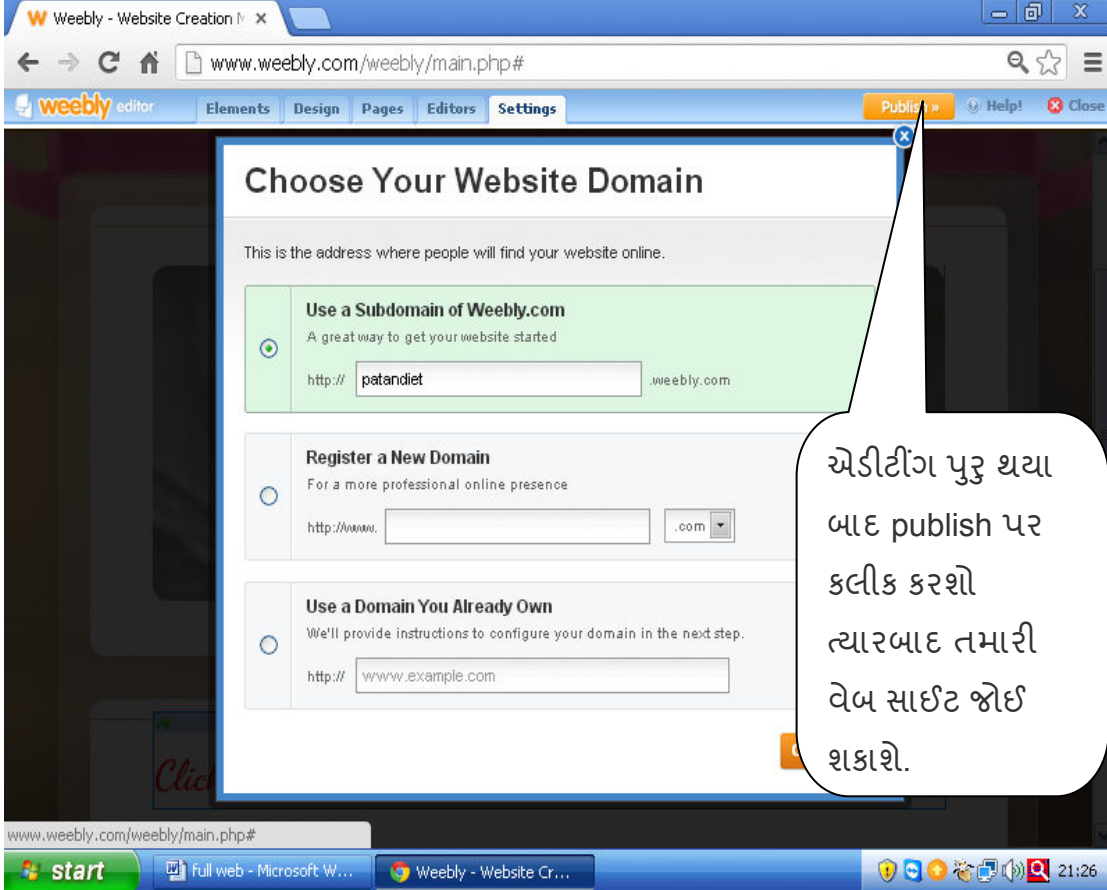 Weebly - Website Creation M
www.weebly.com/weebly/main.php#
weebly editor Elements Design Pages Editors Settings Publish » Help! Close
Choose Your Website Domain
This is the address where people will find your website online.
Use a Subdomain of Weebly.com
A great way to get your website started
http:// patandiet .weebly.com
Register a New Domain
For a more professional online presence
http://www. .com
Use a Domain You Already Own
We'll provide instructions to configure your domain in the next step.
http:// www.example.com
એડીટીંગ પુરુ થયા
બાદ publish પર
કલીક કરશો
ત્યારબાદ તમારી
વેબ સાઈટ જોઈ
શકાશે.
www.weebly.com/weebly/main.php#
start full web - Microsoft W... Weebly - Website Cr... 21:26